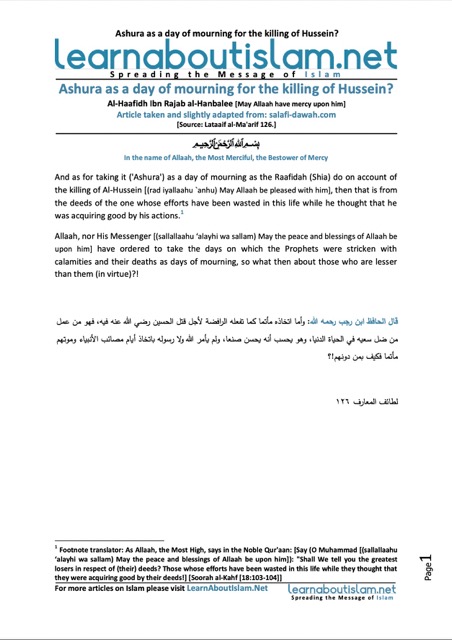 Ashura as a day of mourning for the killing of Hussein?
learnaboutislam.net
Spreading the Message of Islam
Ashura as a day of mourning for the killing of Hussein?
Al-Haafidh Ibn Rajab al-Hanbalee [May Allaah have mercy upon him]
Article taken and slightly adapted from: salafi-dawah.com
[Source: Lataaif al-Ma'arif 126.]
بسم الله الرحمن الرحيم
In the name of Allaah, the Most Merciful, the Bestower of Mercy
And as for taking it ('Ashura') as a day of mourning as the Raafidah (Shia) do on account of
the killing of Al-Hussein [(rad iyallaahu `anhu) May Allaah be pleased with him], then that is from
the deeds of the one whose efforts have been wasted in this life while he thought that he
was acquiring good by his actions.1
Allaah, nor His Messenger [(sallallaahu 'alayhi wa sallam) May the peace and blessings of Allaah be
upon him] have ordered to take the days on which the Prophets were stricken with
calamities and their deaths as days of mourning, so what then about those who are lesser
than them (in virtue)?!
قال الحافظ ابن رجب رحمه الله: وأما اتخاذه مأتما كما تفعله الرافضة لأجل قتل الحسين رضي الله عنه فيه، فهو من عمل
من ضل سعيه في الحياة الدنيا، وهو يحسب أنه يحسن صنعا، ولم يأمر الله ولا رسوله باتخاذ أيام مصائب الأنبياء وموتهم
مأتما فكيف بمن دونهم!؟
لطائف المعارف ١٢٦
1 Footnote translator: As Allaah, the Most High, says in the Noble Qur'aan: [Say (O Muhammad [(sallallaahu
'alayhi wa sallam) May the peace and blessings of Allaah be upon him]): "Shall We tell you the greatest
losers in respect of (their) deeds? Those whose efforts have been wasted in this life while they thought that
they were acquiring good by their deeds!] [Soorah al-Kahf [18:103-104]]
For more articles on Islam please visit LearnAboutIslam.Net
learnaboutislam.net
Spreading the Message of Islam
Page 1